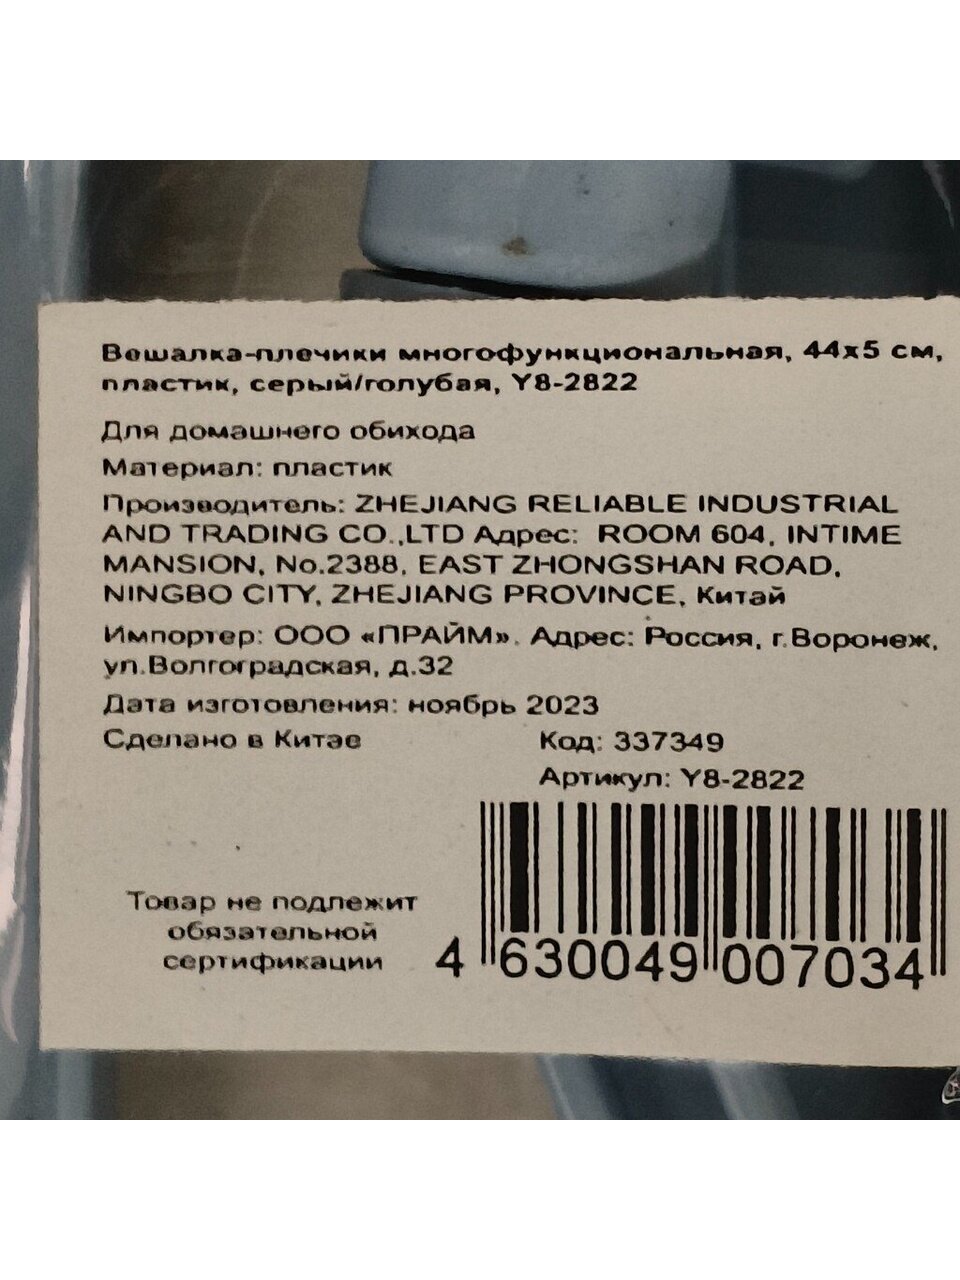 Вешалка-плечики многофункциональная, 44х5 см,
пластик, серый/голубая, Y8-2822
Для домашнего обихода
Материал: пластик
Производитель: ZHEJIANG RELIABLE INDUSTRIAL
AND TRADING CO.,LTD Адрес: ROOM 604, INTIME
MANSION, No.2388, EAST ZHONGSHAN ROAD,
NINGBO CITY, ZHEJIANG PROVINCE, Китай
Импортер: ООО «ПРАЙМ». Адрес: Россия, г.Воронеж,
ул.Волгоградская, д.32
Дата изготовления: ноябрь 2023
Сделано в Китае
Код: 337349
Артикул: Y8-2822
Товар не подлежит
обязательной
сертификации
4 630049 007034